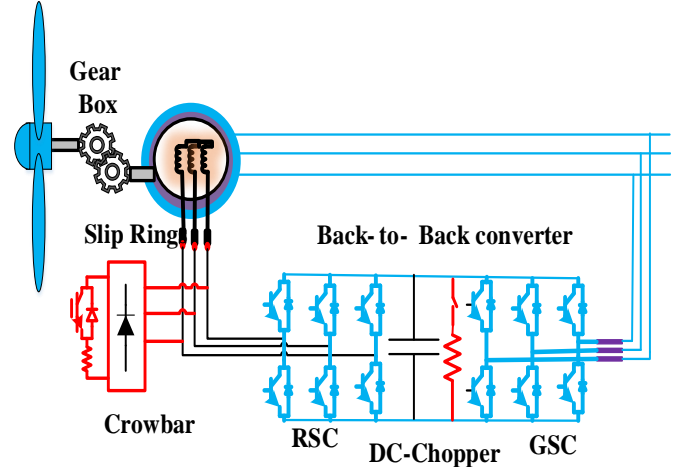 Gear
Box
Slip Ring
Back- to- Back converter
Crowbar
RSC
DC-Chopper
GSC